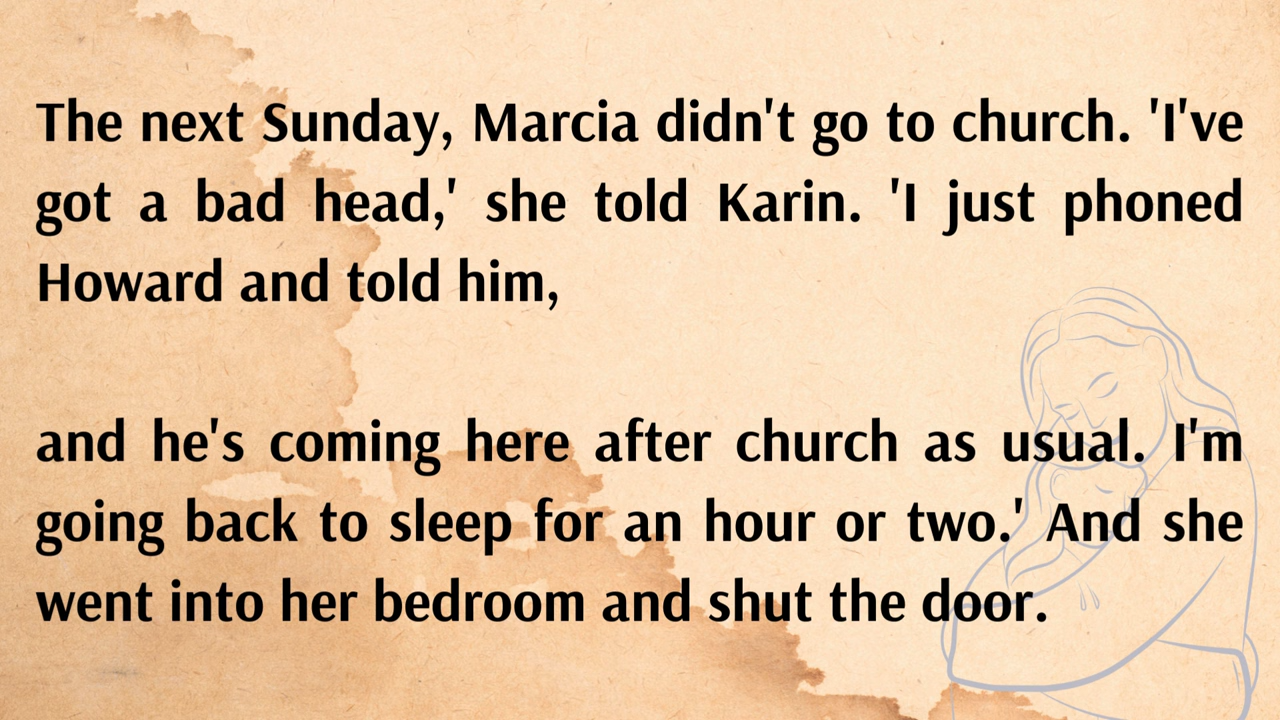 The next Sunday, Marcia didn't go to church. 'I've
got a bad head,' she told Karin. 'I just phoned
Howard and told him,
and he's coming here after church as usual. I'm
going back to sleep for an hour or two.' And she
went into her bedroom and shut the door.